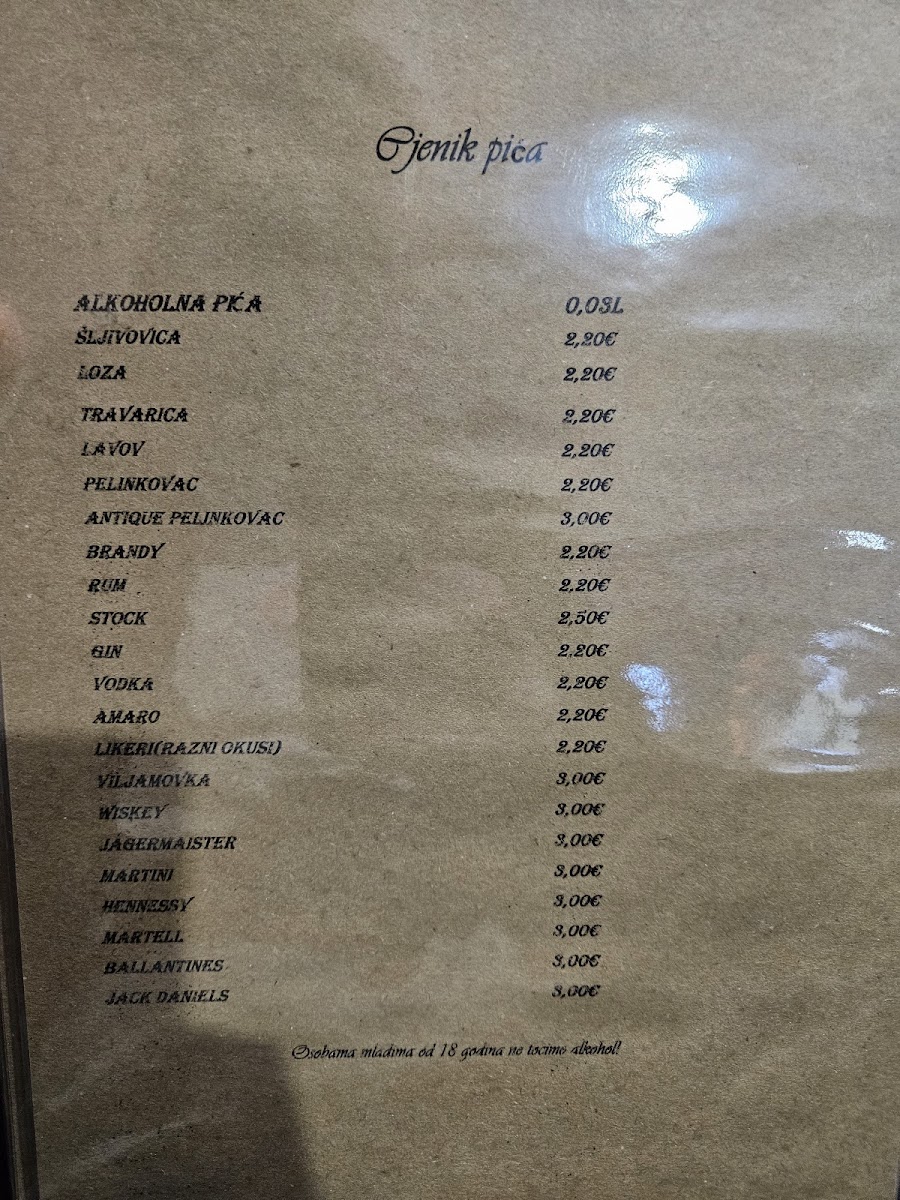 Cjenik pića
ALKOHOLNA PIĆA 0,03L
ŠLJIVOVICA 2,20€
LOZA 2,20€
TRAVARICA 2,20€
LAVOV 2,20€
PELINKOVAC 2,20€
ANTIQUE PELINKOVAC 3,00€
BRANDY 2,20€
RUM 2.20€
STOCK 2,50€
GIN 2.20€
VODKA 2,20€
AMARO 2,20€
LIKERI(RAZNI OKUSI) 2,20€
VILJAMOVKA 3,00€
WISKEY 3,00€
JÄGERMAISTER 3,00€
MARTINI 3,00€
HENNESSY 3,00€
MARTELL 3,00€
BALLANTINES 3,00€
JACK DANIELS 3,00€
Osobama mlađima od 18 godina ne točimo alkohol!